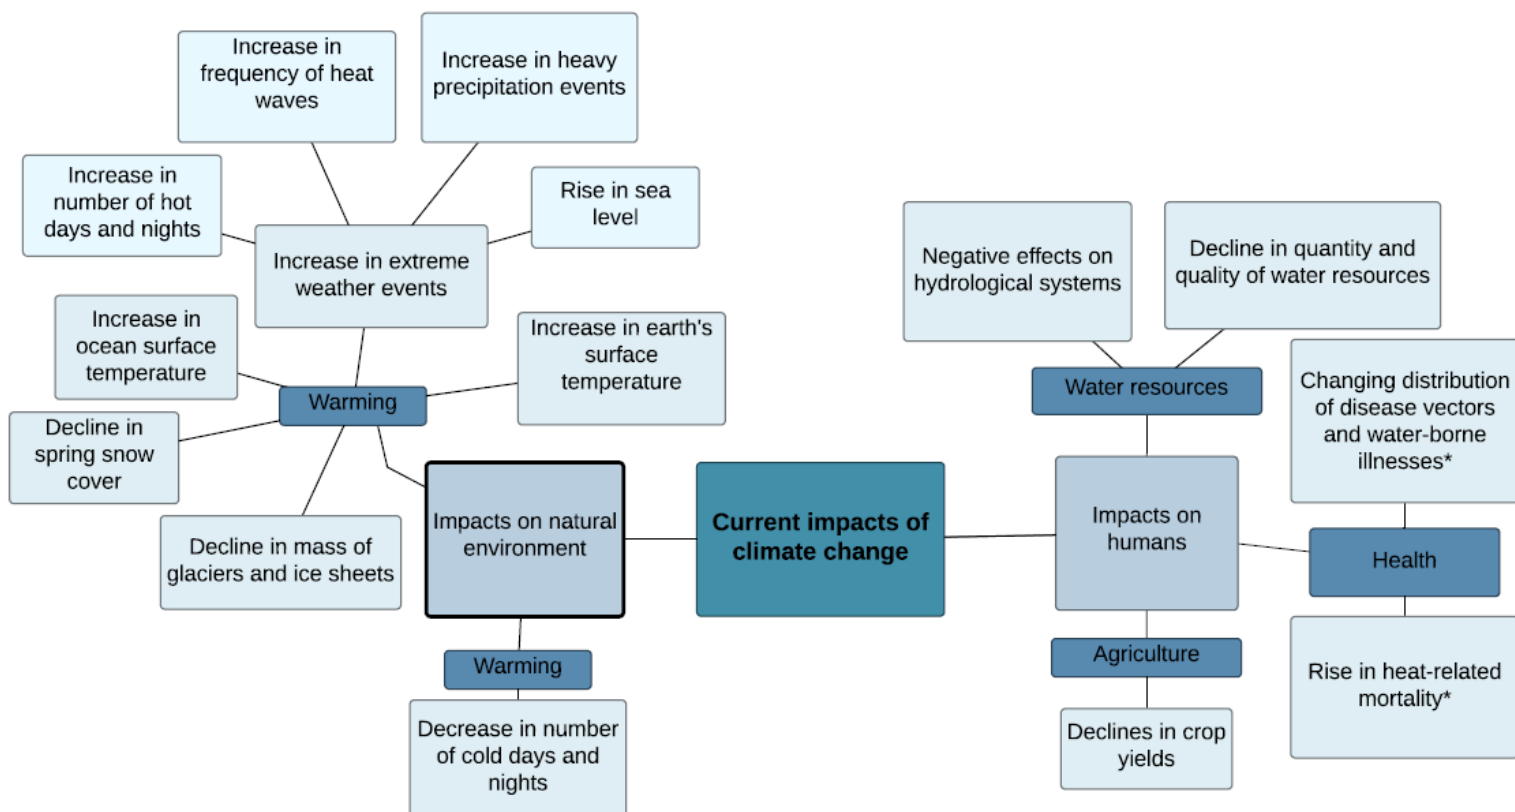 Increase in
frequency of heat
waves
Increase in heavy
precipitation events
Increase in
number of hot
days and nights
Rise in sea
level
Increase in extreme
weather events
Increase in
ocean surface
temperature
Increase in earth's
surface
temperature
Warming
Decline in
spring snow
cover
Decline in mass of
glaciers and ice sheets
Impacts on natural
environment
Warming
Decrease in number
of cold days and
nights
Current impacts of
climate change
Negative effects on
hydrological systems
Decline in quantity and
quality of water resources
Water resources
Changing distribution
of disease vectors
and water-borne
illnesses*
Impacts on
humans
Health
Agriculture
Rise in heat-related
mortality*
Declines in crop
yields